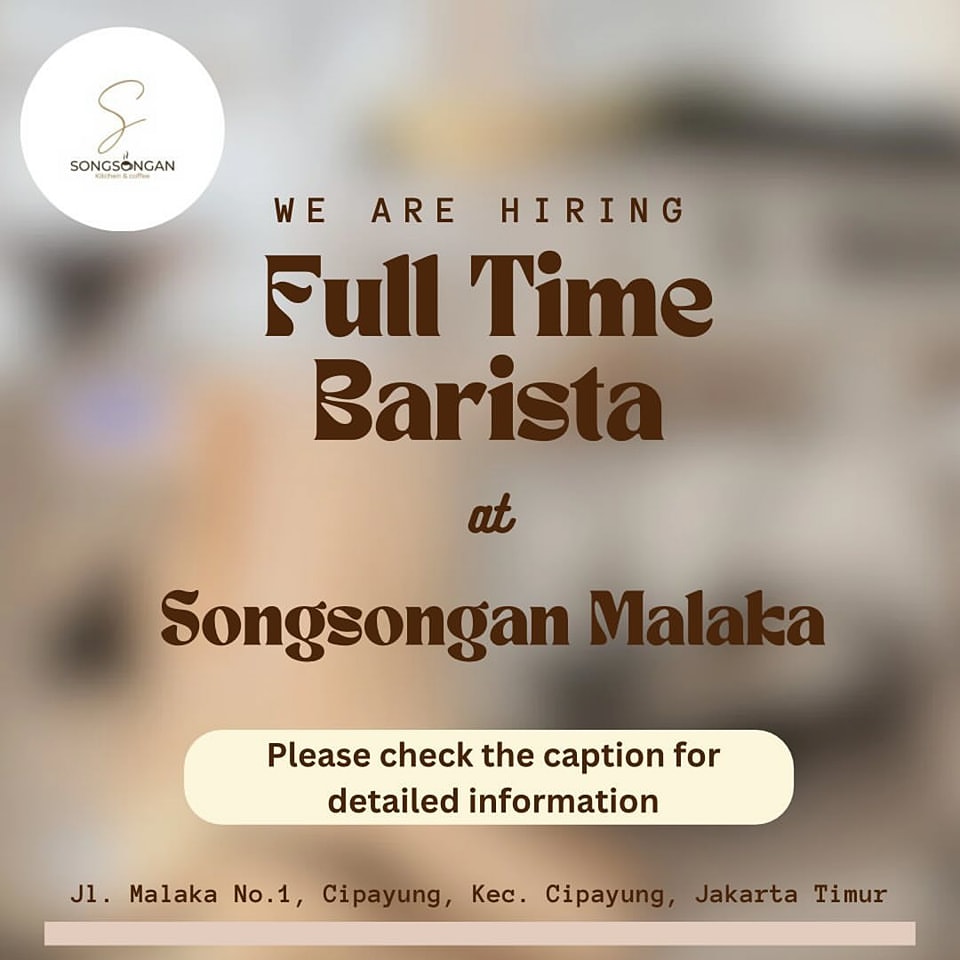 S
SONGSONGAN
Kitchen & coffee
WE ARE HIRING
Full Time
Barista
at
Songsongan Malaka
Please check the caption for
detailed information
Jl. Malaka No.1, Cipayung, Kec. Cipayung, Jakarta Timur